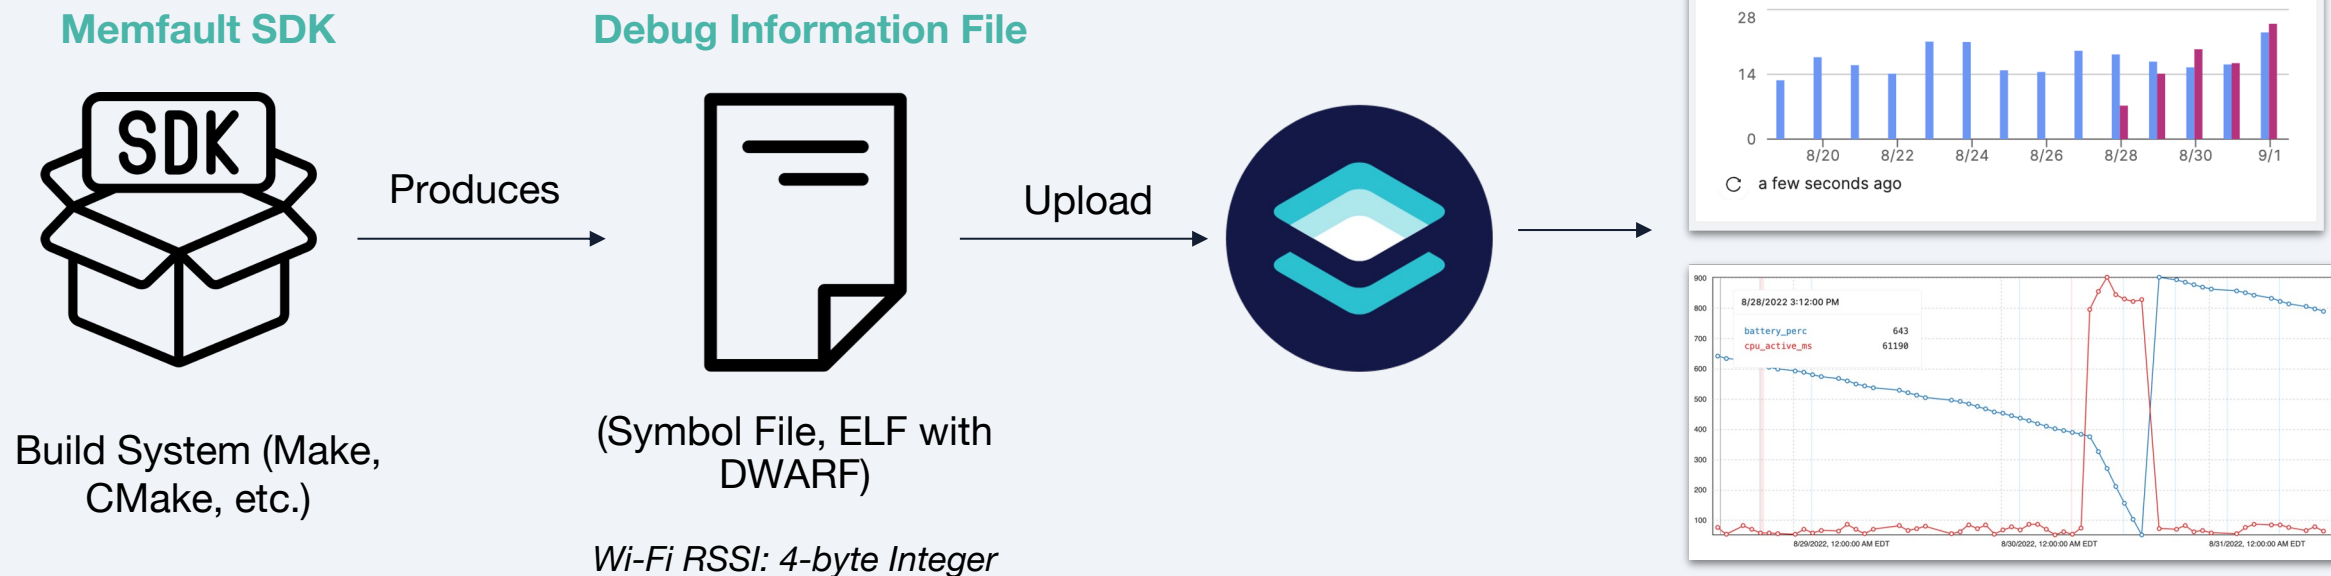 Memfault SDK
SDK
Build System (Make,
CMake, etc.)
Produces
Debug Information File
(Symbol File, ELF with
DWARF)
Wi-Fi RSSI: 4-byte Integer
Upload
28
14
0
8/20 8/22 8/24 8/26 8/28 8/30 9/1
a few seconds ago
900
800
700
600
500
400
300
200
100
8/28/2022 3:12:00 PM
battery_perc 643
cpu_active_ms 61190
8/29/2022, 12:00:00 AM EDT 8/30/2022, 12:00:00 AM EDT 8/31/2022, 12:00:00 AM EDT